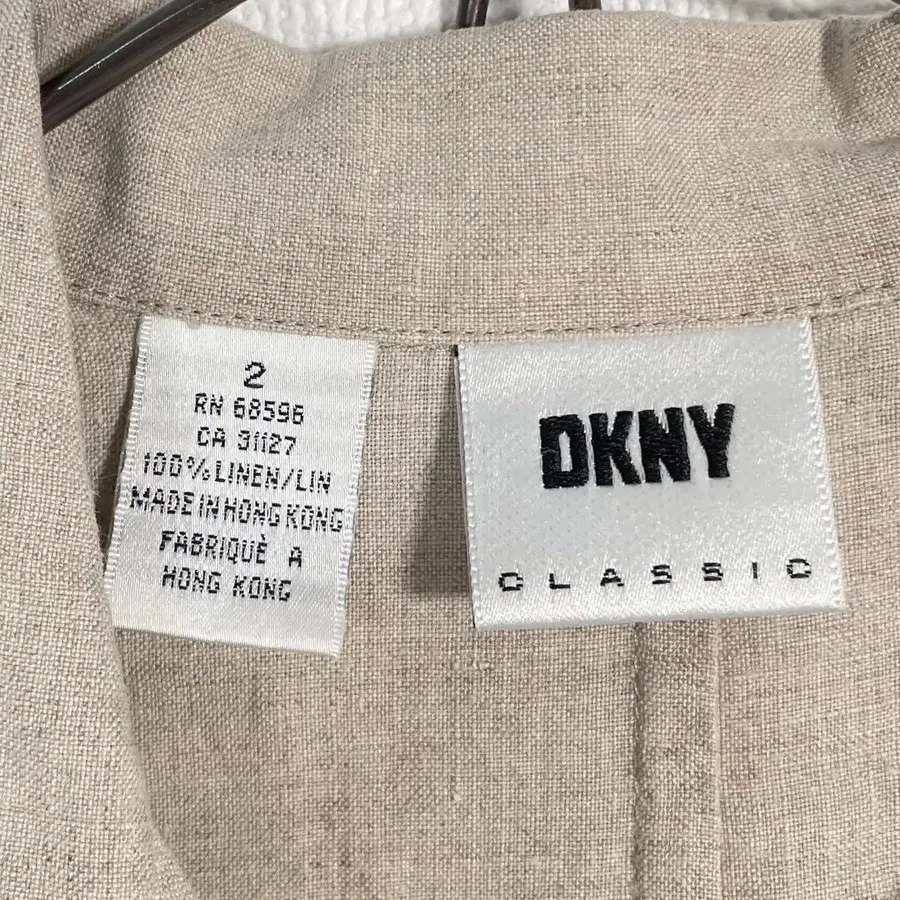 2
RN 68596
CA 31127
100% LINEN/LIN
MADE IN HONG KONG
FABRIQUÈ A
HONG KONG
DKNY
CLASSIC